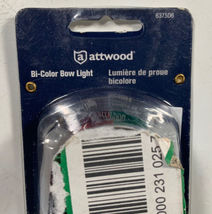 637506
attwood
Bi-Color Bow Light
Lumière de proue
bicolore
000 231 025